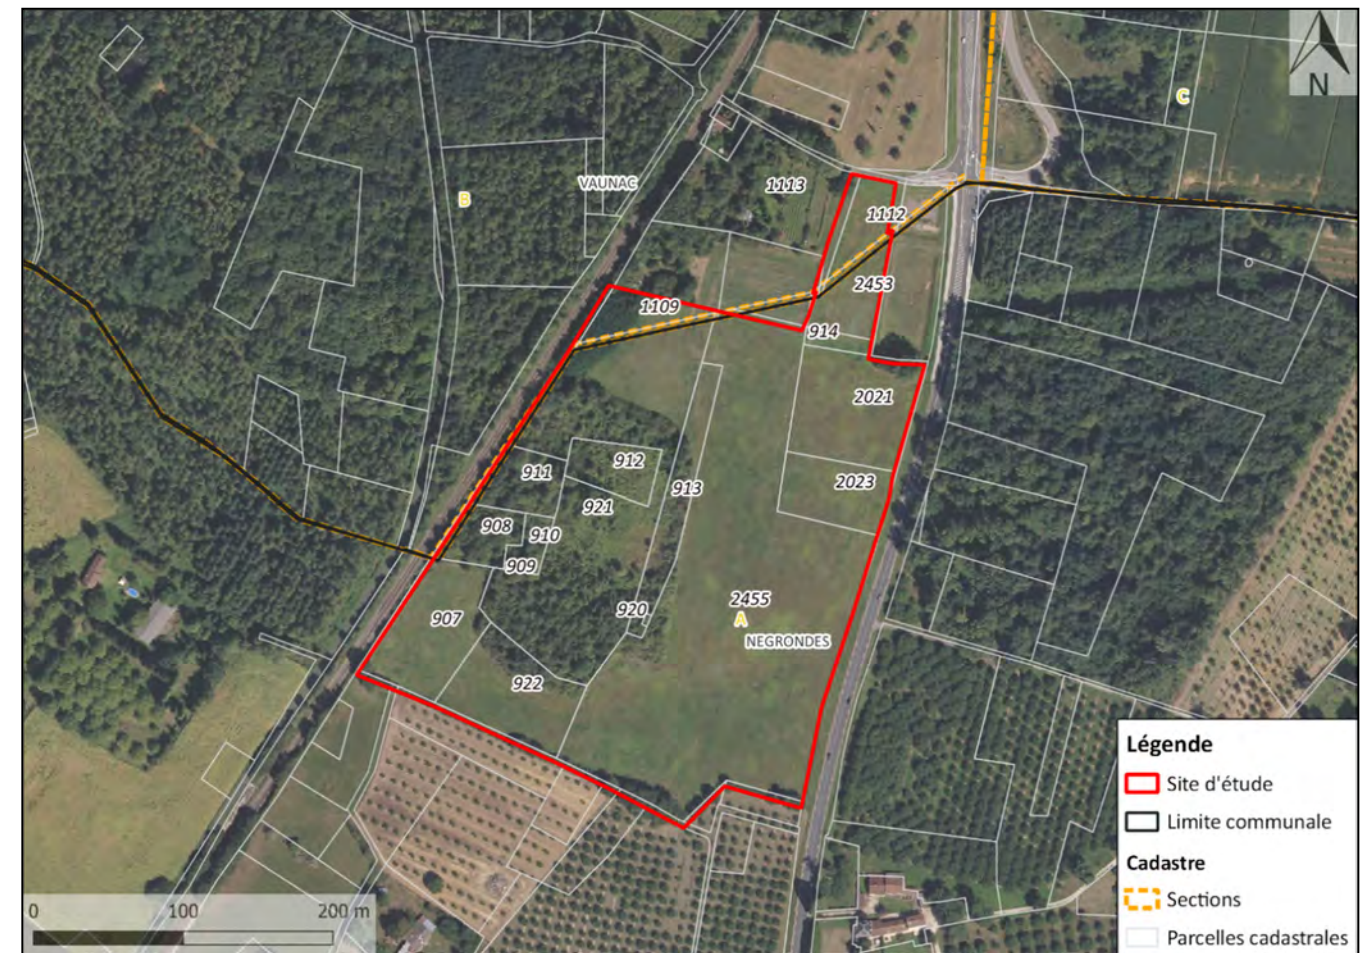 N
C
B
VAUNAC
1113
1112
2453
1109
914
2021
912
911
913
2023
921
908
910
909
2455
920
907
A
NEGRONDES
922
Légende
Site d'étude
Limite communale
Cadastre
Sections
Parcelles cadastrales
0 100 200 m